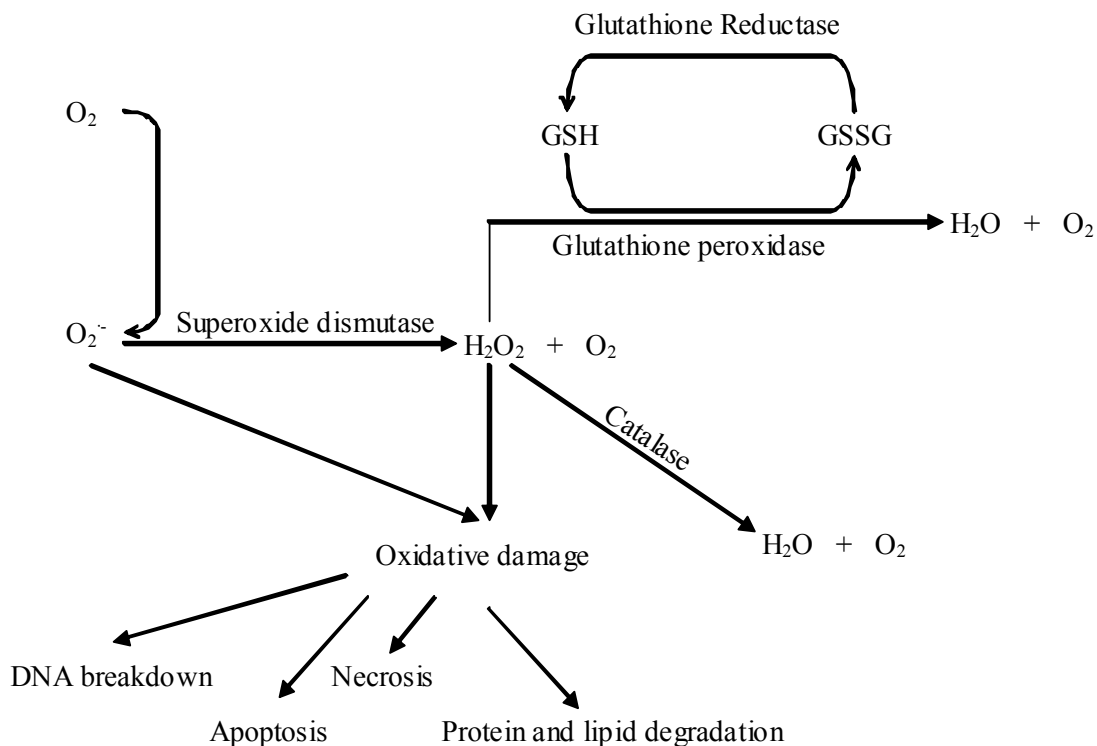 Glutathione Reductase
O₂
GSH
GSSG
H₂O + O₂
Glutathione peroxidase
O₂·-
Superoxide dismutase
H₂O₂ + O₂
Catalase
Oxidative damage
H₂O + O₂
DNA breakdown
Necrosis
Apoptosis
Protein and lipid degradation